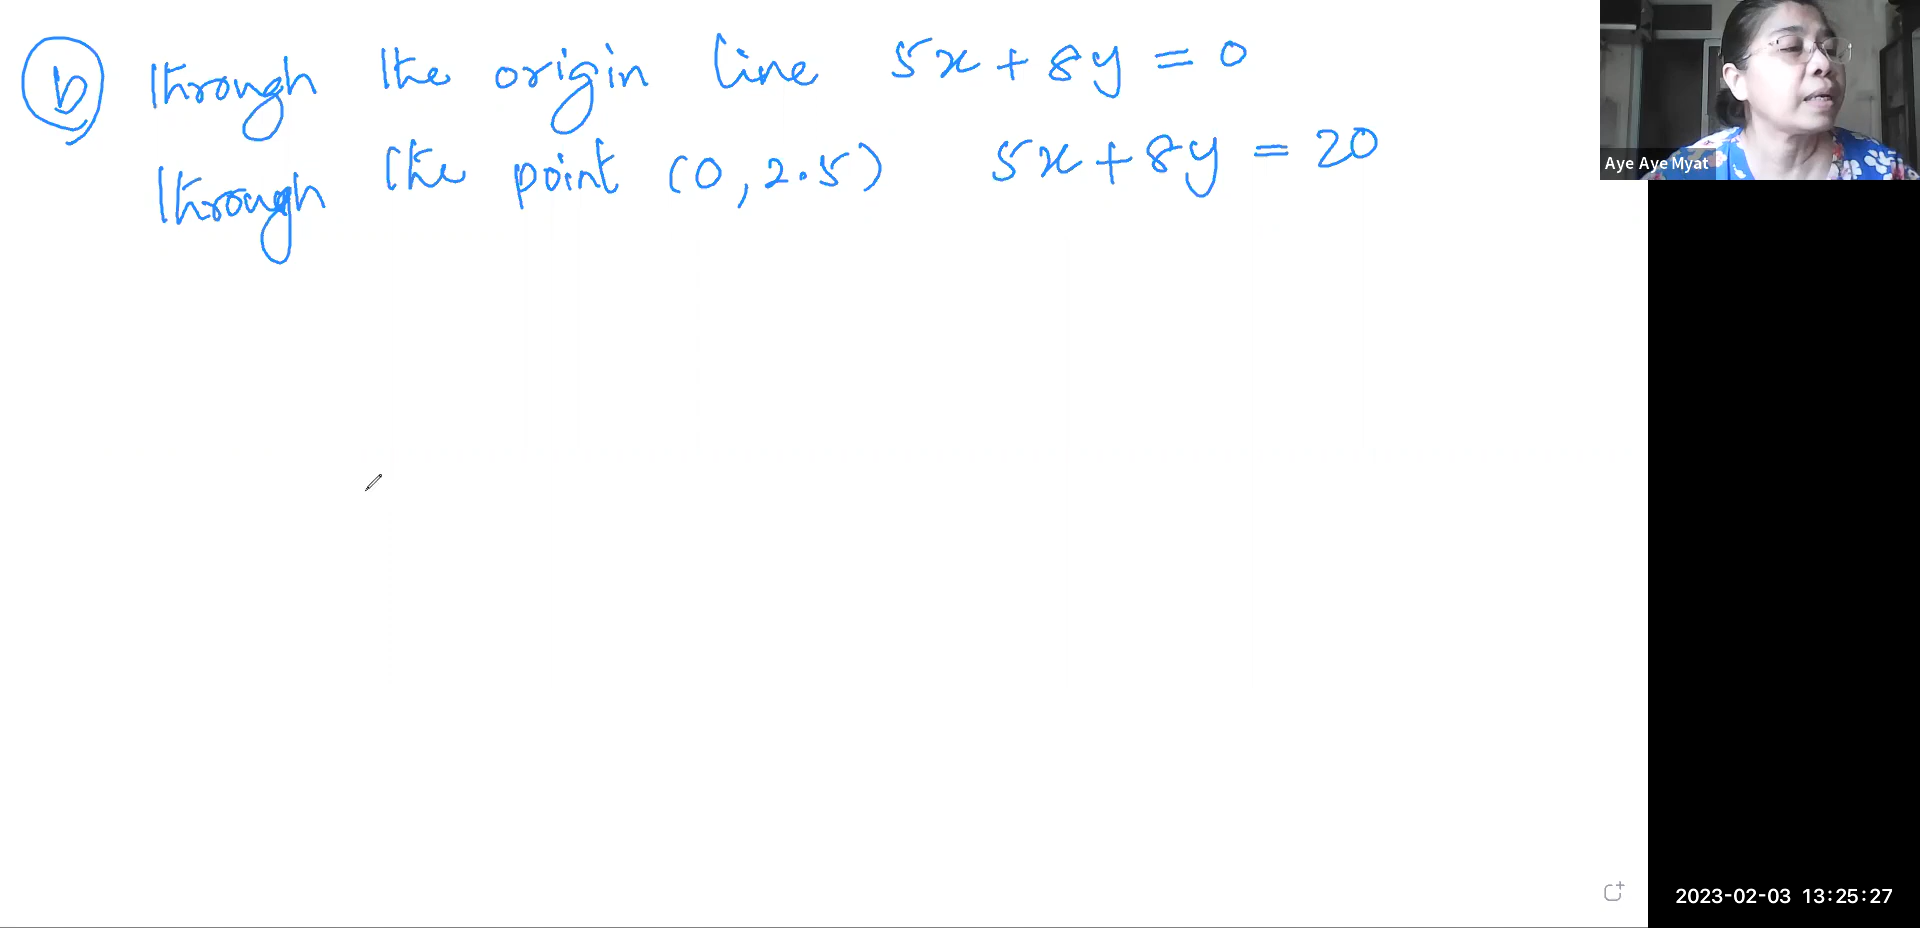 b through the origin line 5x + 8y = 0
through the point (0, 2.5) 5x + 8y = 20
Aye Aye Myat
2023-02-03 13:25:27